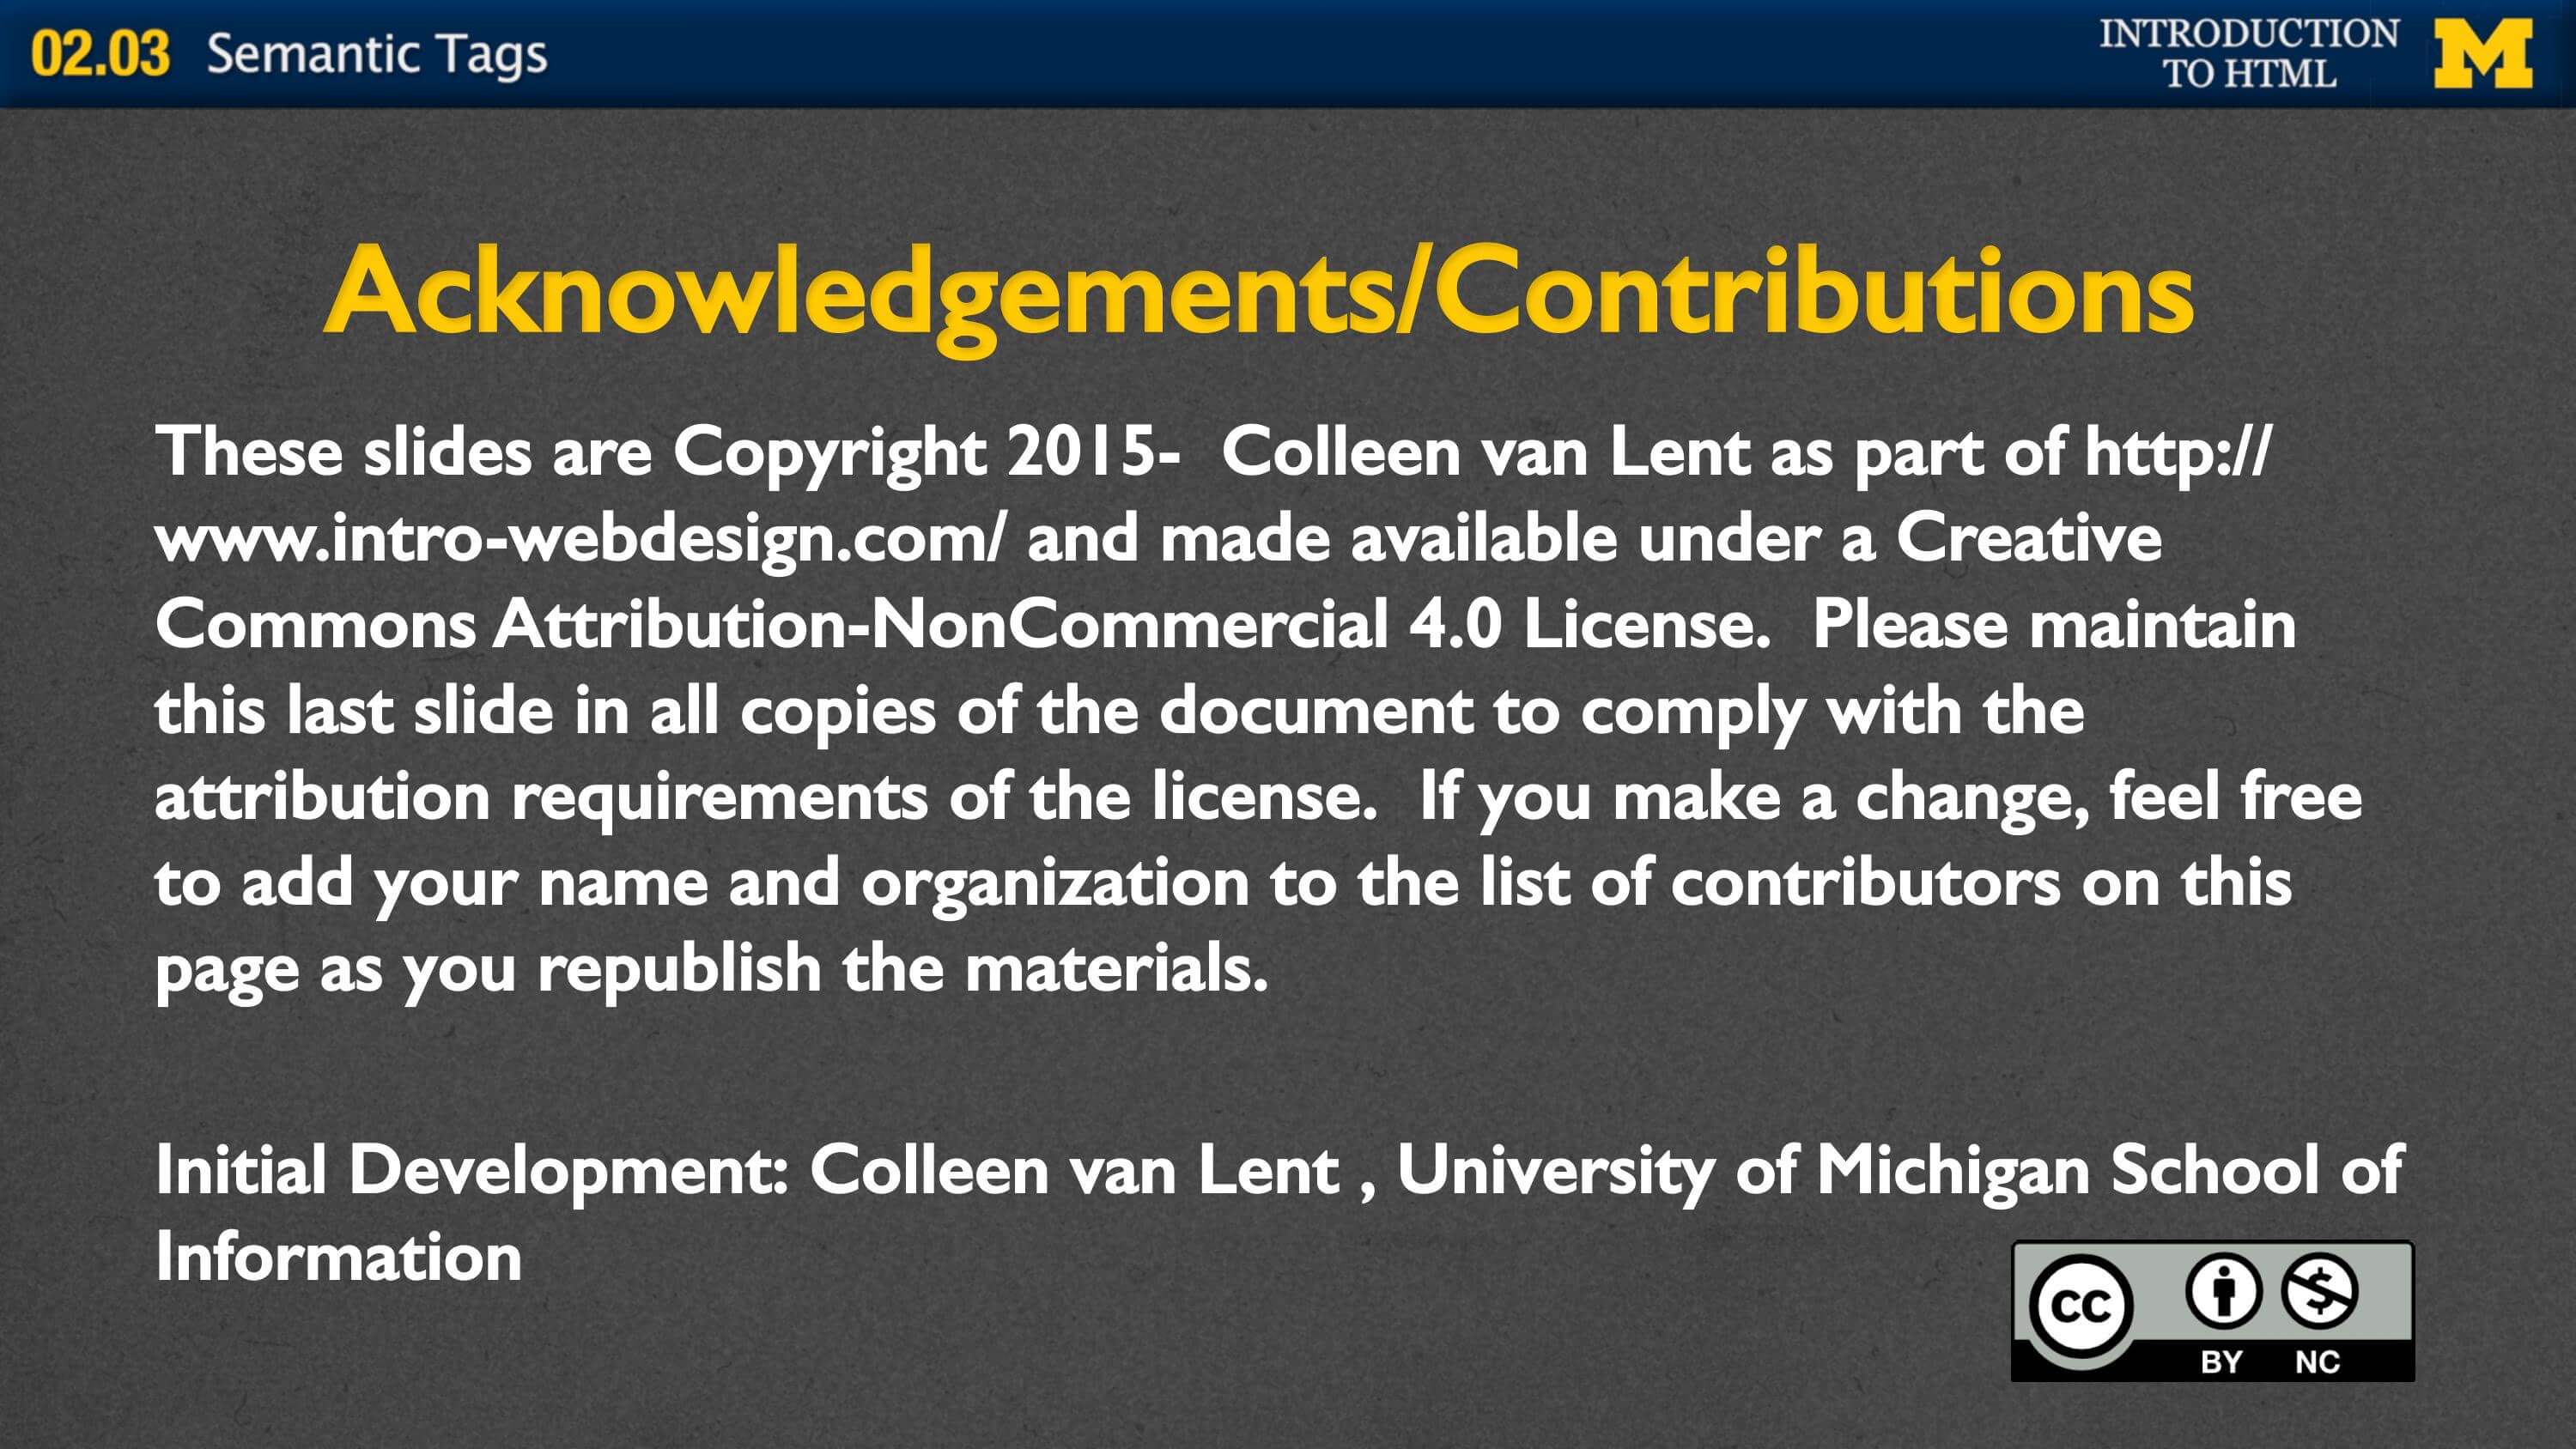 02.03 Semantic Tags
INTRODUCTION
TO HTML
M
Acknowledgements/Contributions
These slides are Copyright 2015-  Colleen van Lent as part of http://
www.intro-webdesign.com/ and made available under a Creative
Commons Attribution-NonCommercial 4.0 License.  Please maintain
this last slide in all copies of the document to comply with the
attribution requirements of the license.  If you make a change, feel free
to add your name and organization to the list of contributors on this
page as you republish the materials.
Initial Development: Colleen van Lent , University of Michigan School of
Information
CC
BY NC